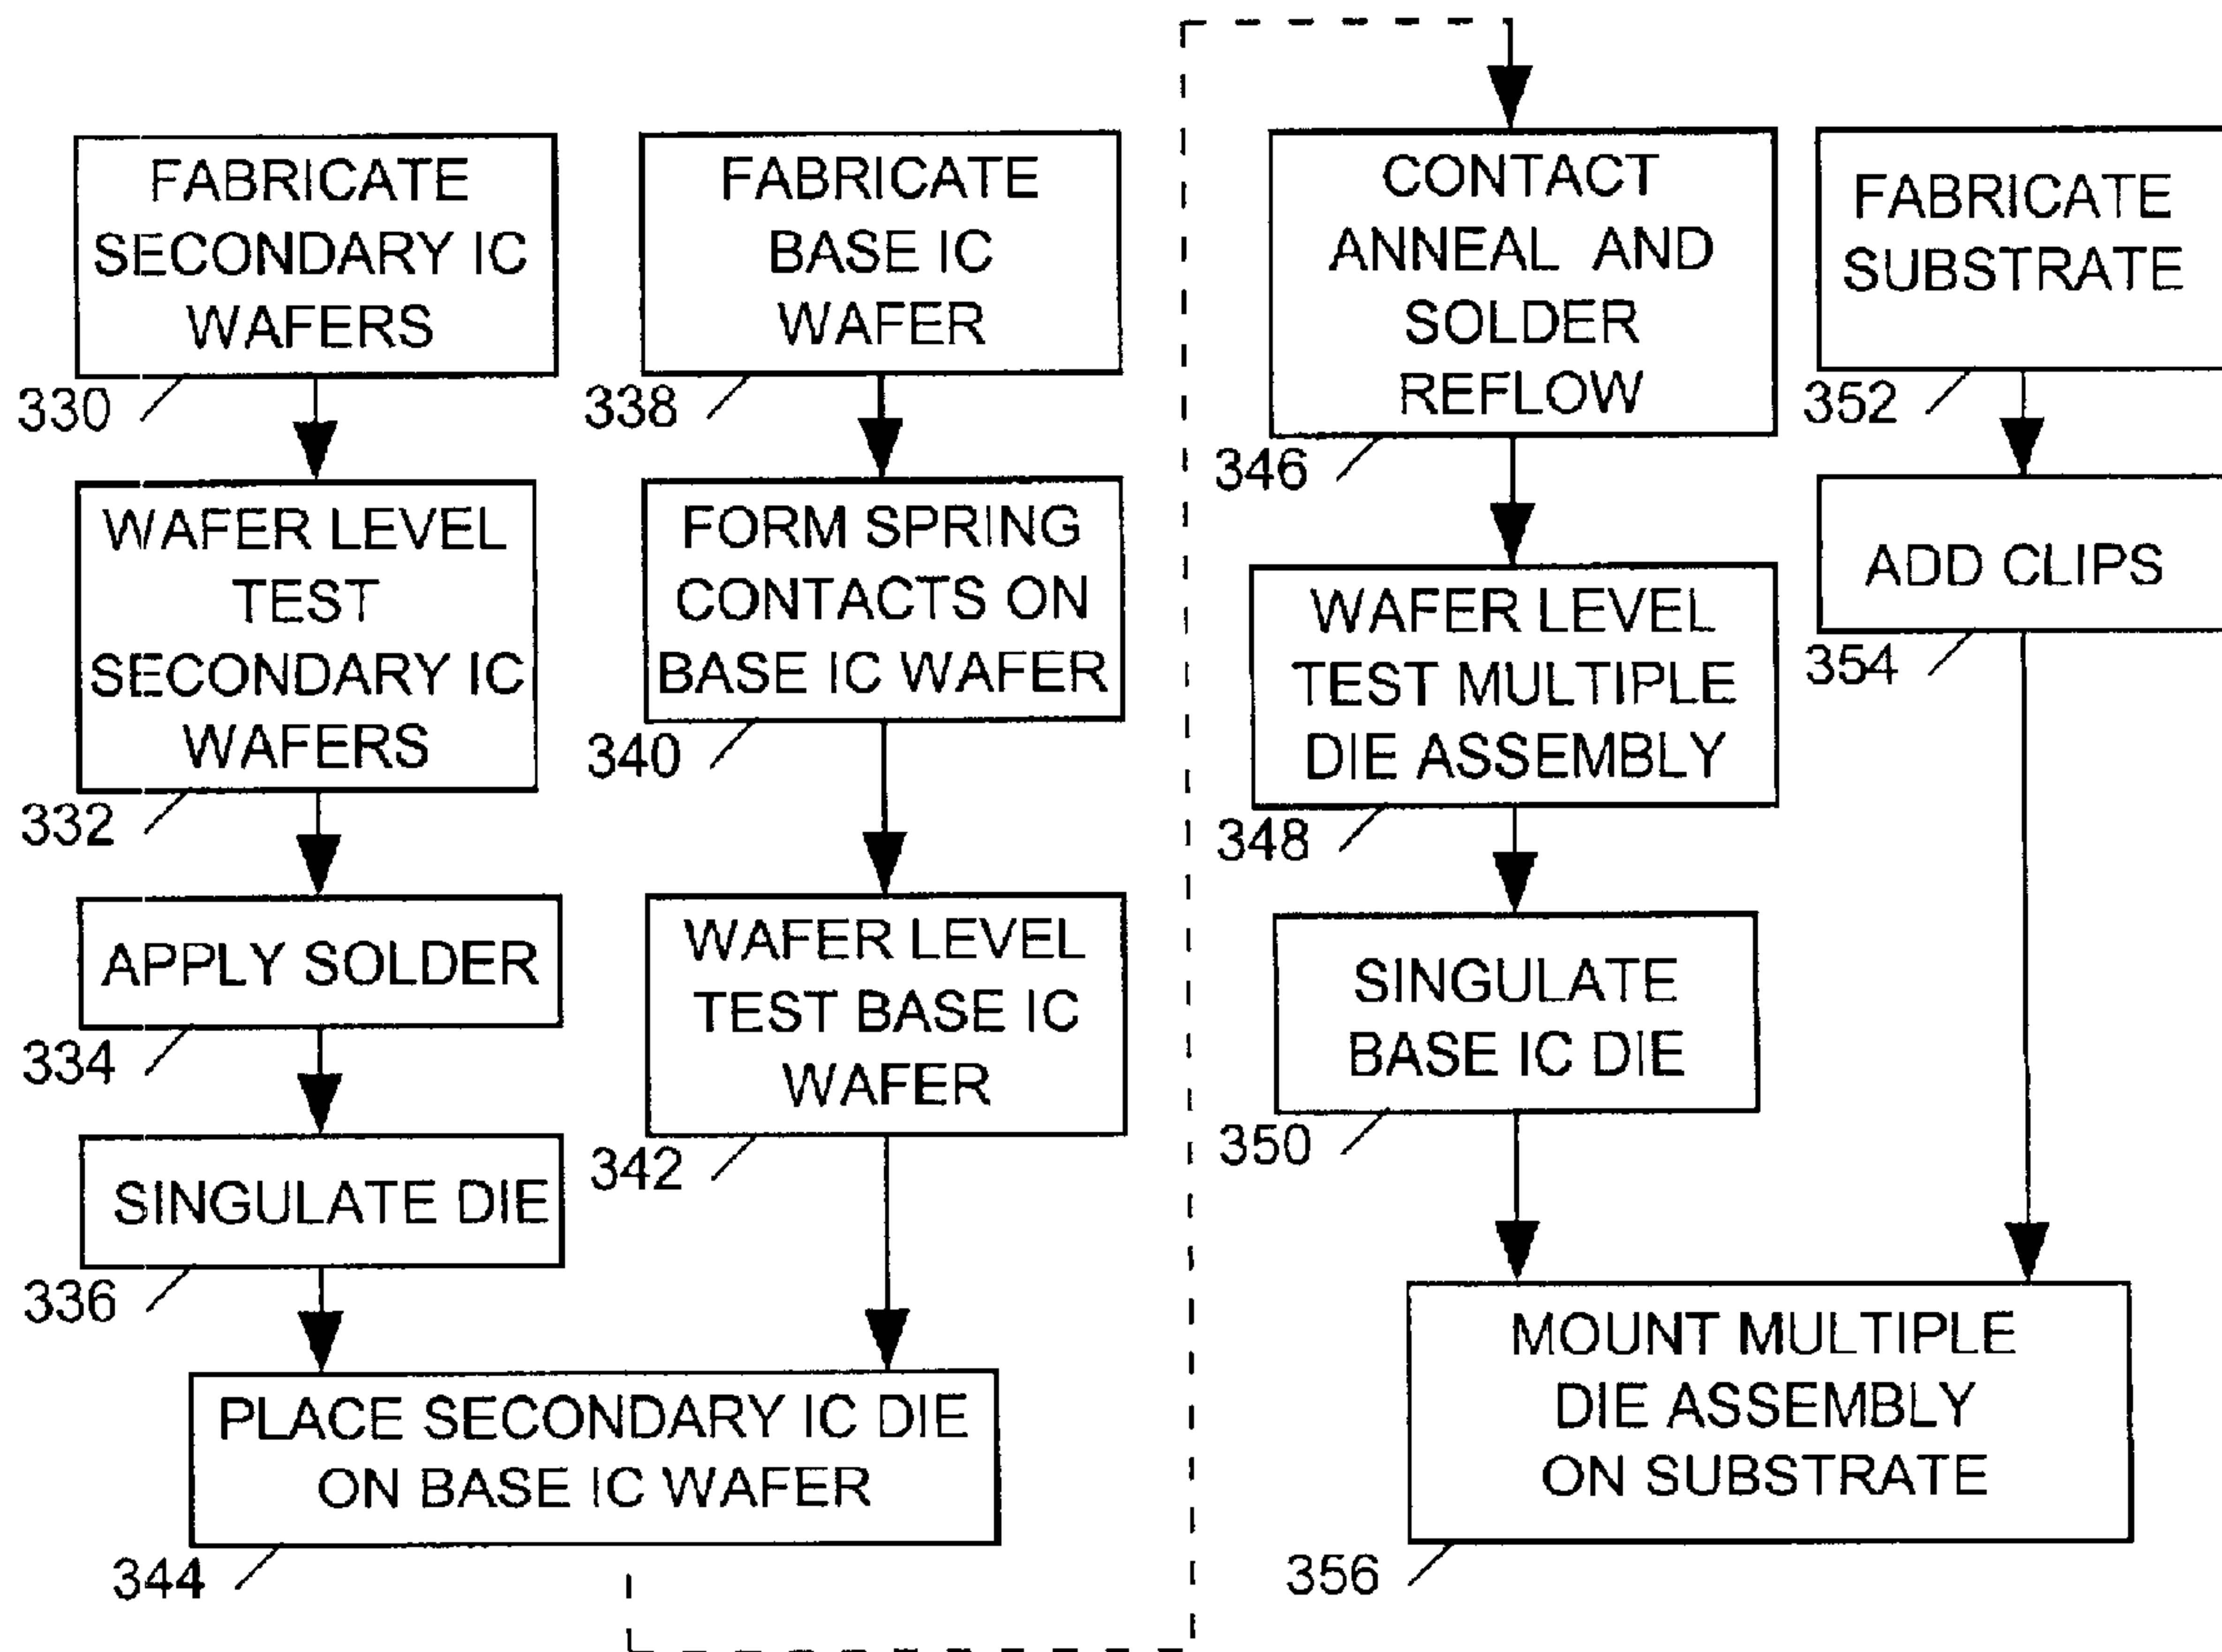 FABRICATE
SECONDARY IC
WAFERS
330
WAFER LEVEL
TEST
SECONDARY IC
WAFERS
332
APPLY SOLDER
334
SINGULATE DIE
336
FABRICATE
BASE IC
WAFER
338
FORM SPRING
CONTACTS ON
BASE IC WAFER
340
WAFER LEVEL
TEST BASE IC
WAFER
342
PLACE SECONDARY IC DIE
ON BASE IC WAFER
344
CONTACT
ANNEAL AND
SOLDER
REFLOW
346
WAFER LEVEL
TEST MULTIPLE
DIE ASSEMBLY
348
SINGULATE
BASE IC DIE
350
FABRICATE
SUBSTRATE
352
ADD CLIPS
354
MOUNT MULTIPLE
DIE ASSEMBLY
ON SUBSTRATE
356